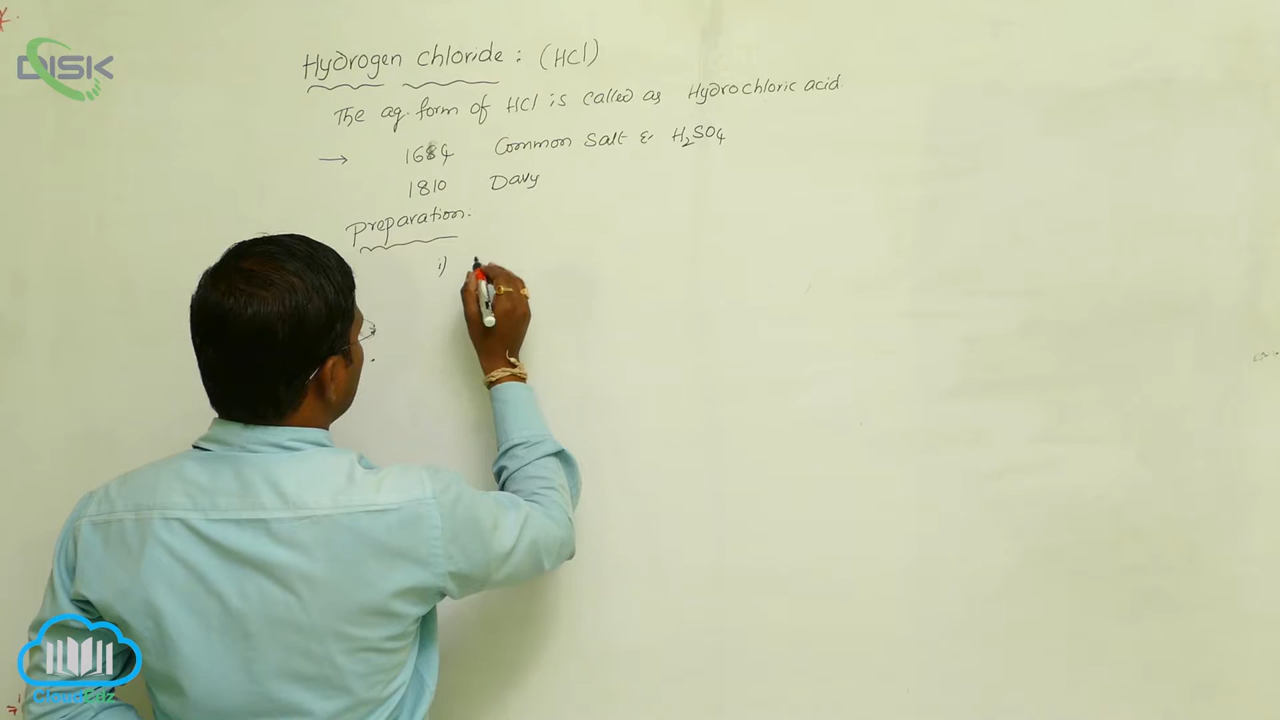 DISK
Hydrogen chloride : (HCl)
The aq. form of HCl is called as Hydrochloric acid.
→ 1684 Common Salt & H₂SO₄
1810 Davy
Preparation:
i)
CloudEdz